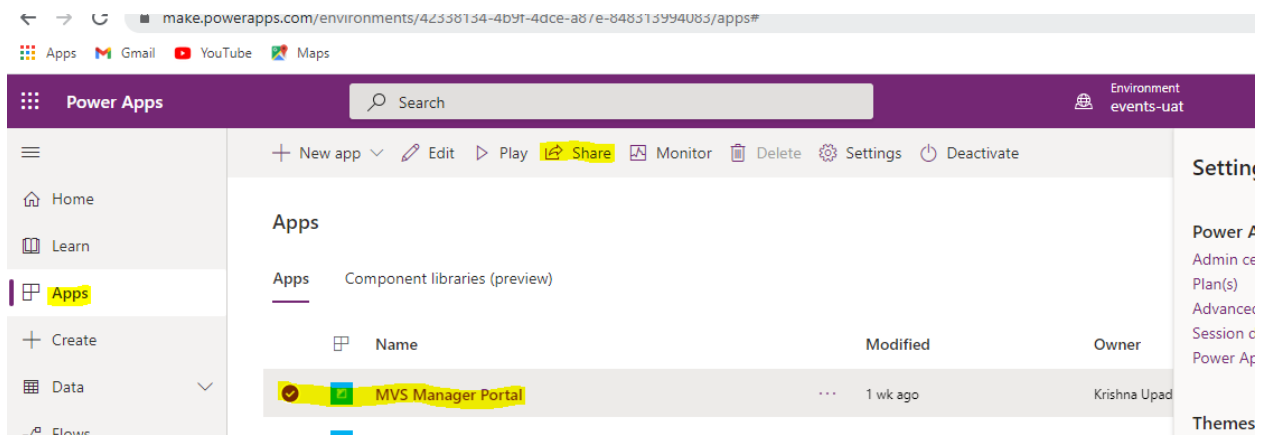 make.powerapps.com/environments/42338134-4b9f-4dce-a87e-848313994083/apps#
Apps Gmail YouTube Maps
Power Apps Search Environment
events-uat
New app Edit Play Share Monitor Delete Settings Deactivate
Settin
Home
Apps
Power A
Learn
Admin ce
Apps Component libraries (preview)
Plan(s)
Apps
Advanced
Session d
Create Name Modified Owner
Power Ap
Data MVS Manager Portal ... 1 wk ago Krishna Upad
Themes
Flows